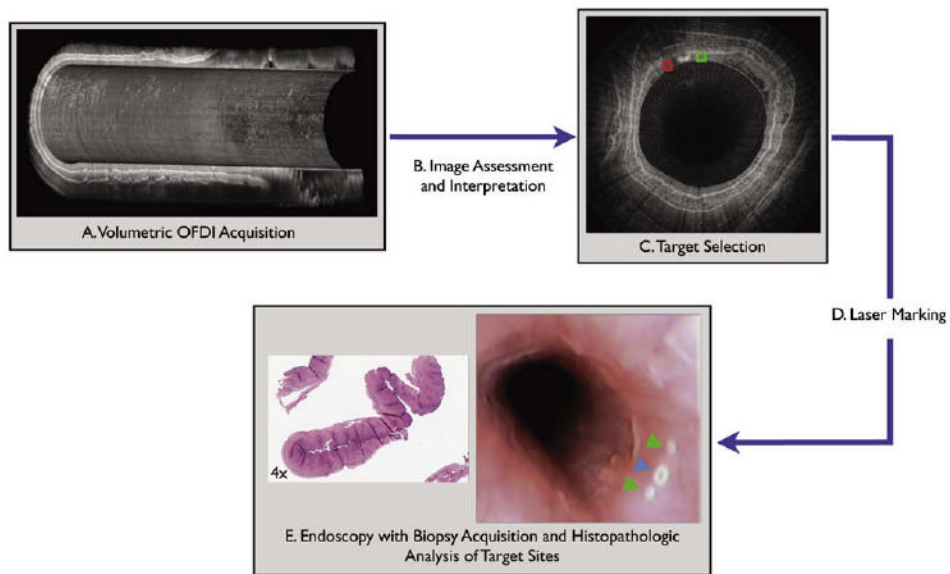 A. Volumetric OFDI Acquisition
B. Image Assessment
and Interpretation
C. Target Selection
D. Laser Marking
4x
E. Endoscopy with Biopsy Acquisition and Histopathologic
Analysis of Target Sites